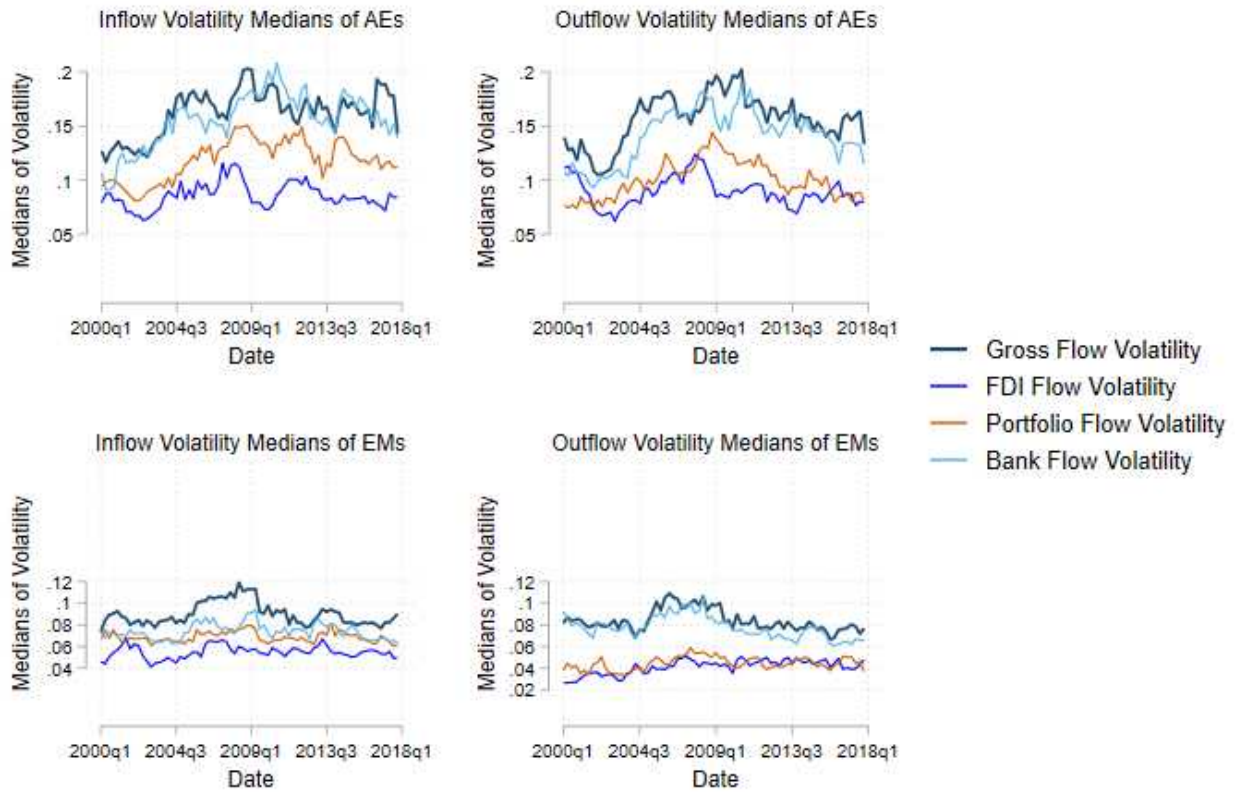 Inflow Volatility Medians of AEs
Medians of Volatility
.2
.15
.1
.05
2000q1 2004q3 2009q1 2013q3 2018q1
Date
Outflow Volatility Medians of AEs
Medians of Volatility
.2
.15
.1
.05
2000q1 2004q3 2009q1 2013q3 2018q1
Date
Gross Flow Volatility
FDI Flow Volatility
Portfolio Flow Volatility
Bank Flow Volatility
Inflow Volatility Medians of EMs
Medians of Volatility
.12
.1
.08
.06
.04
2000q1 2004q3 2009q1 2013q3 2018q1
Date
Outflow Volatility Medians of EMs
Medians of Volatility
.12
.1
.08
.06
.04
.02
2000q1 2004q3 2009q1 2013q3 2018q1
Date